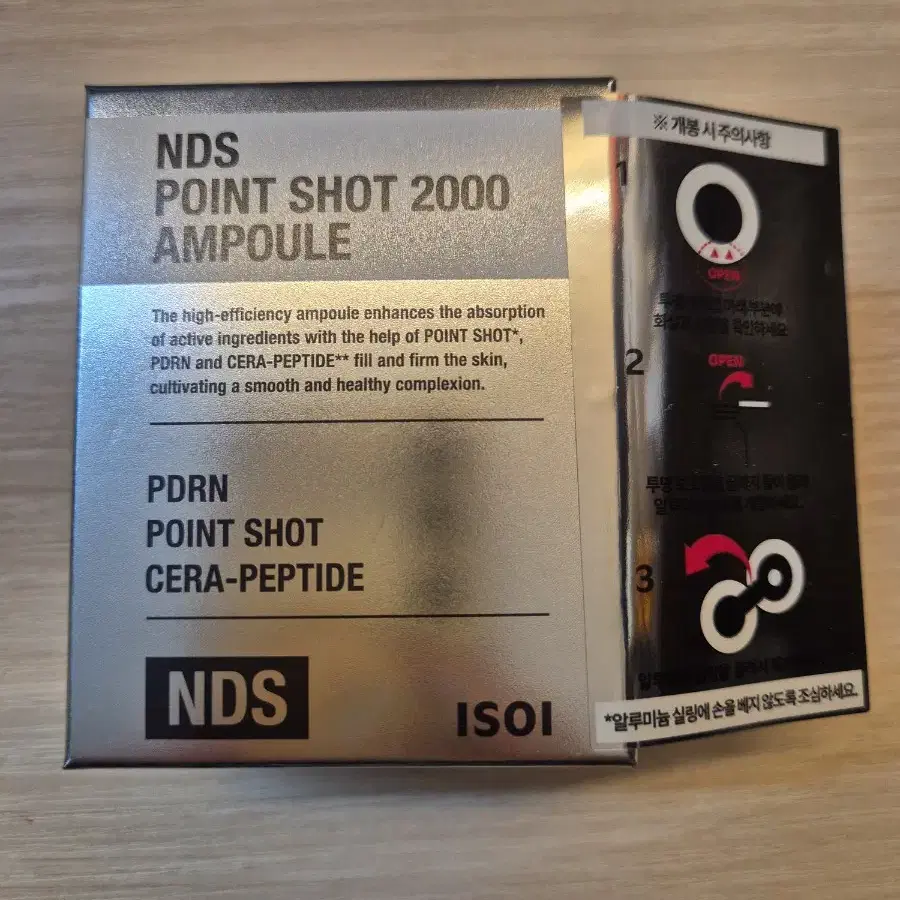 NDS
POINT SHOT 2000
AMPOULE
The high-efficiency ampoule enhances the absorption
of active ingredients with the help of POINT SHOT*,
PDRN and CERA-PEPTIDE** fill and firm the skin,
cultivating a smooth and healthy complexion.
PDRN
POINT SHOT
CERA-PEPTIDE
NDS
ISOI
※ 개봉 시 주의사항
1
OPEN
2
OPEN
3
*알루미늄 실링에 손을 베지 않도록 조심하세요.